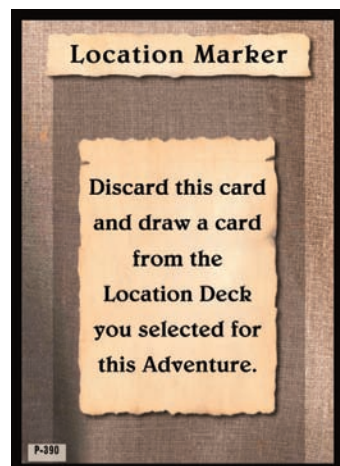 Location Marker
Discard this card
and draw a card
from the
Location Deck
you selected for
this Adventure.
P-390